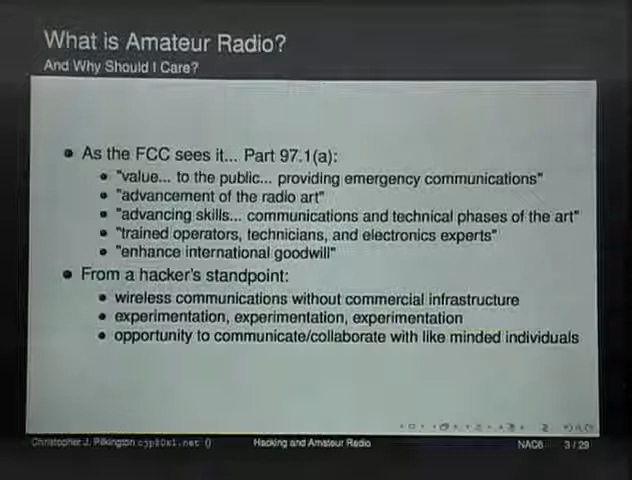 What is Amateur Radio?
And Why Should I Care?
As the FCC sees it... Part 97.1(a):
"value... to the public... providing emergency communications"
"advancement of the radio art"
"advancing skills... communications and technical phases of the art"
"trained operators, technicians, and electronics experts"
"enhance international goodwill"
From a hacker's standpoint:
wireless communications without commercial infrastructure
experimentation, experimentation, experimentation
opportunity to communicate/collaborate with like minded individuals
Christopher J. Pilkington ()
Hacking and Amateur Radio
3 / 29